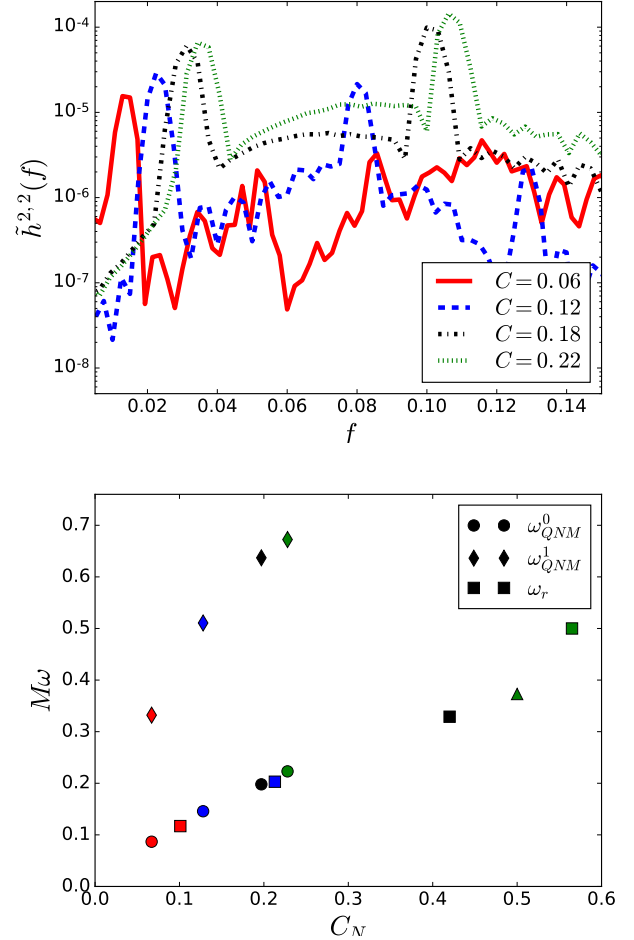 10⁻⁴
10⁻⁵
10⁻⁶
10⁻⁷
10⁻⁸
h̃²,²(f)
C = 0.06
C = 0.12
C = 0.18
C = 0.22
0.02 0.04 0.06 0.08 0.10 0.12 0.14
f
0.7
0.6
0.5
0.4
0.3
0.2
0.1
0.0
Mω
ω⁰_QNM
ω¹_QNM
ω_r
0.0 0.1 0.2 0.3 0.4 0.5 0.6
C_N